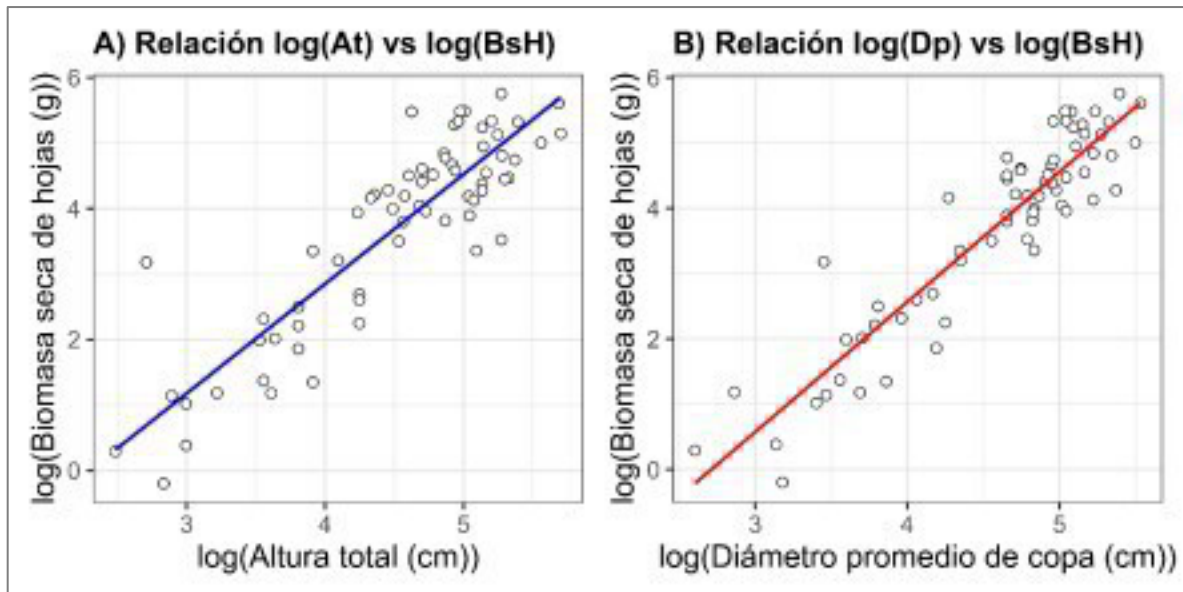 A) Relación log(At) vs log(BsH)
log(Biomasa seca de hojas (g))
6
4
2
0
3
4
5
log(Altura total (cm))
B) Relación log(Dp) vs log(BsH)
log(Biomasa seca de hojas (g))
6
4
2
0
3
4
5
log(Diámetro promedio de copa (cm))